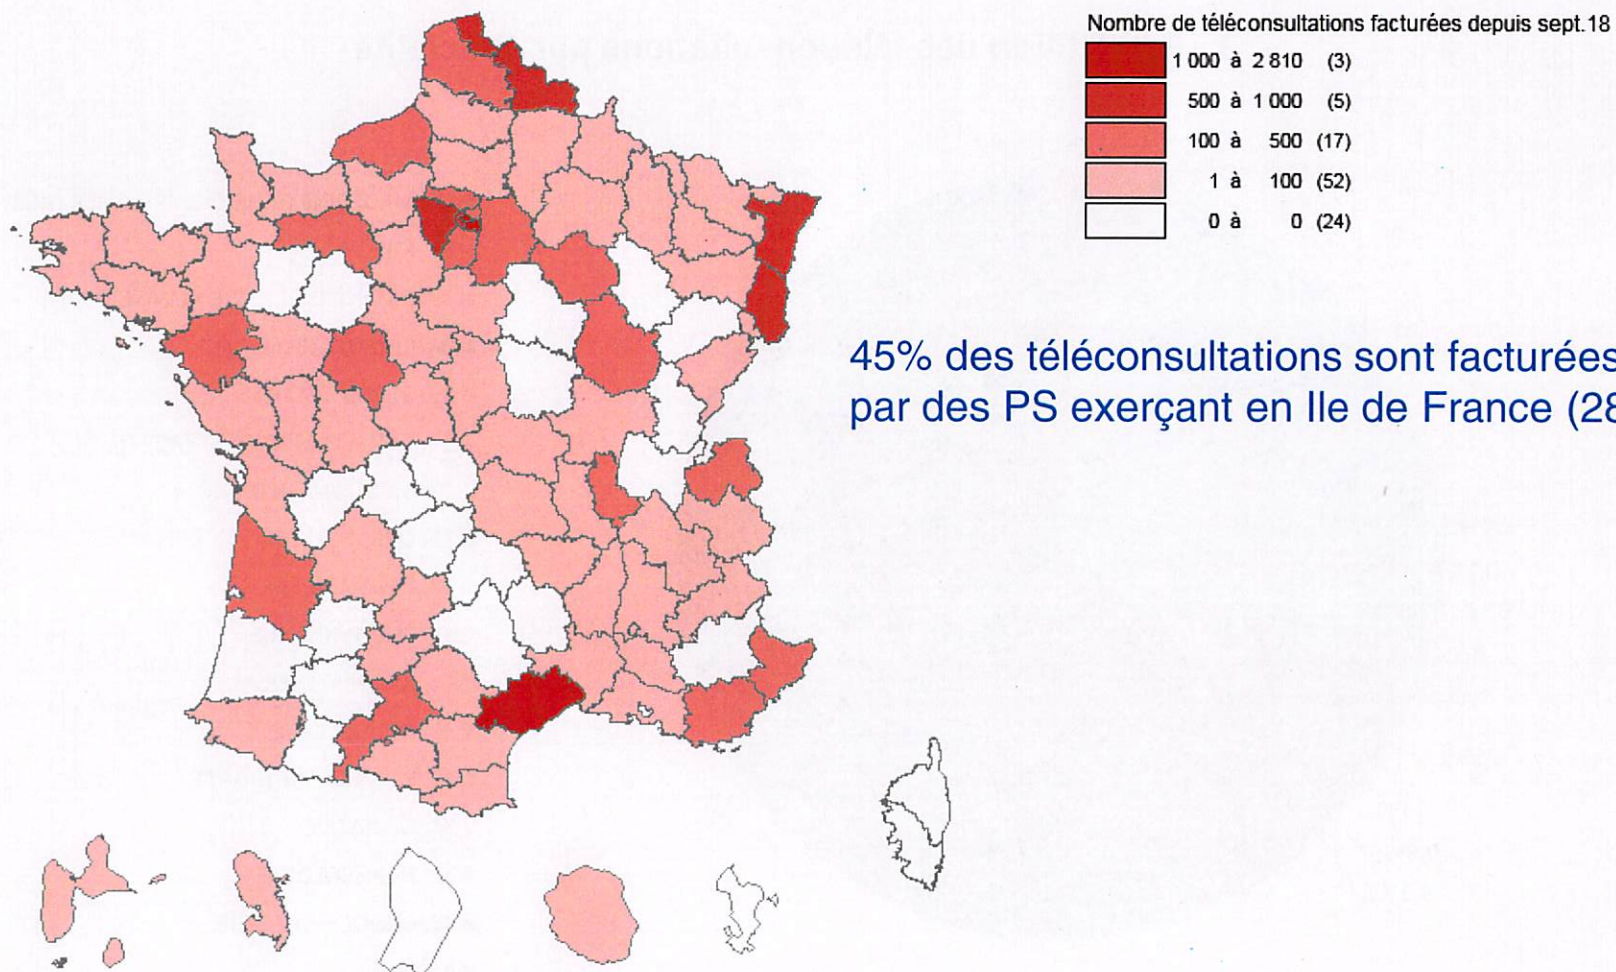 Nombre de téléconsultations facturées depuis sept.18
1 000 à 2 810 (3)
500 à 1 000 (5)
100 à 500 (17)
1 à 100 (52)
0 à 0 (24)
45% des téléconsultations sont facturées
par des PS exerçant en Ile de France (28